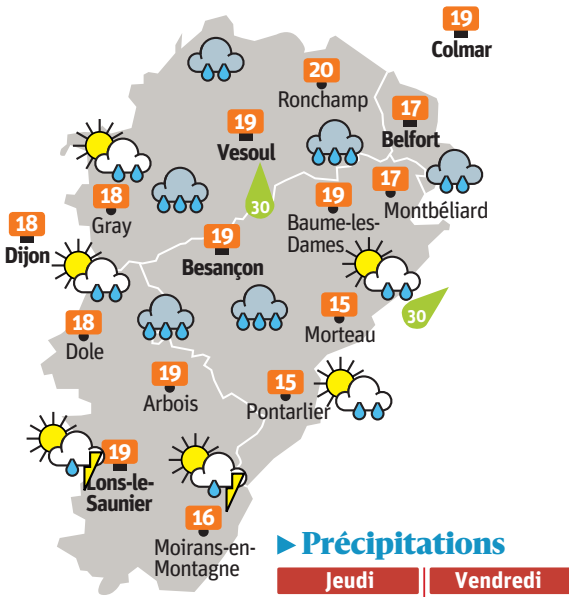 19
Colmar
20
Ronchamp
17
Belfort
19
Vesoul
18
Gray
30
19
Baume-les-
Dames
17
Montbéliard
18
Dijon
19
Besançon
30
18
Dole
15
Morteau
19
Arbois
15
Pontarlier
19
Lons-le-
Saunier
16
Moirans-en-
Montagne
Précipitations
Jeudi
Vendredi